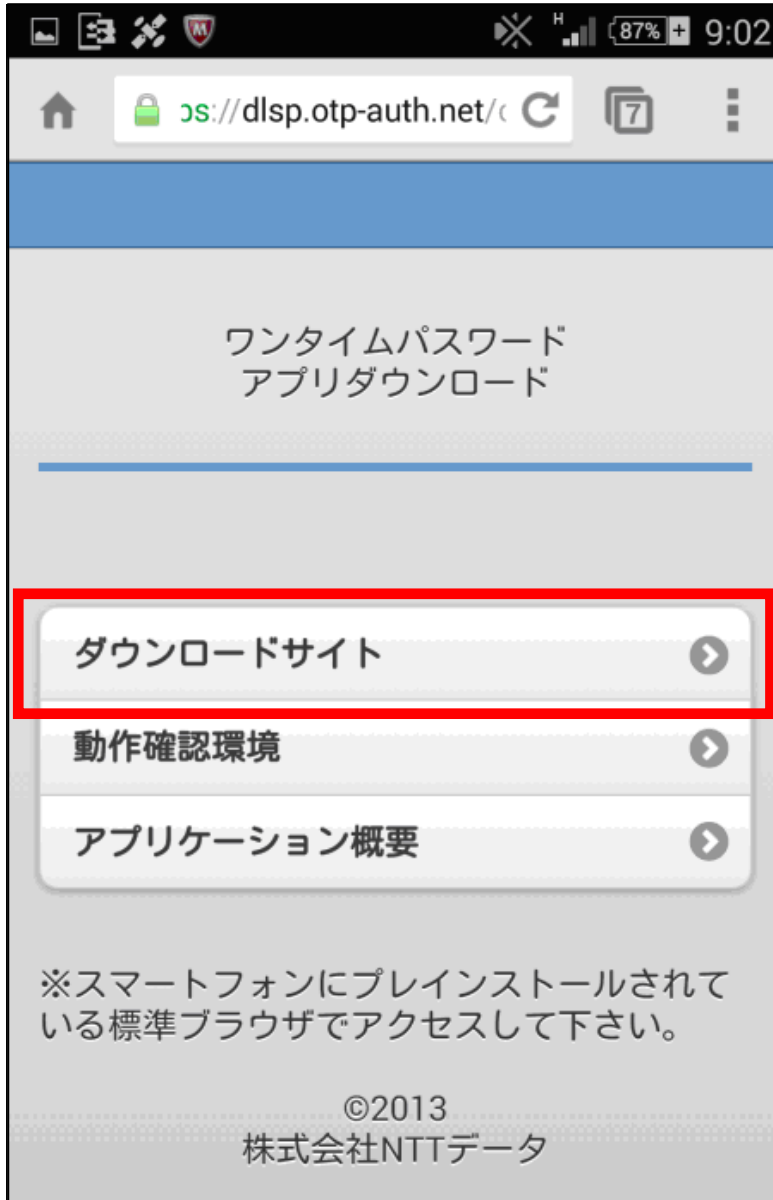 H 87% 9:02
ps://dlsp.otp-auth.net/ 7
ワンタイムパスワード
アプリダウンロード
ダウンロードサイト
動作確認環境
アプリケーション概要
※スマートフォンにプレインストールされて
いる標準ブラウザでアクセスして下さい。
©2013
株式会社NTTデータ